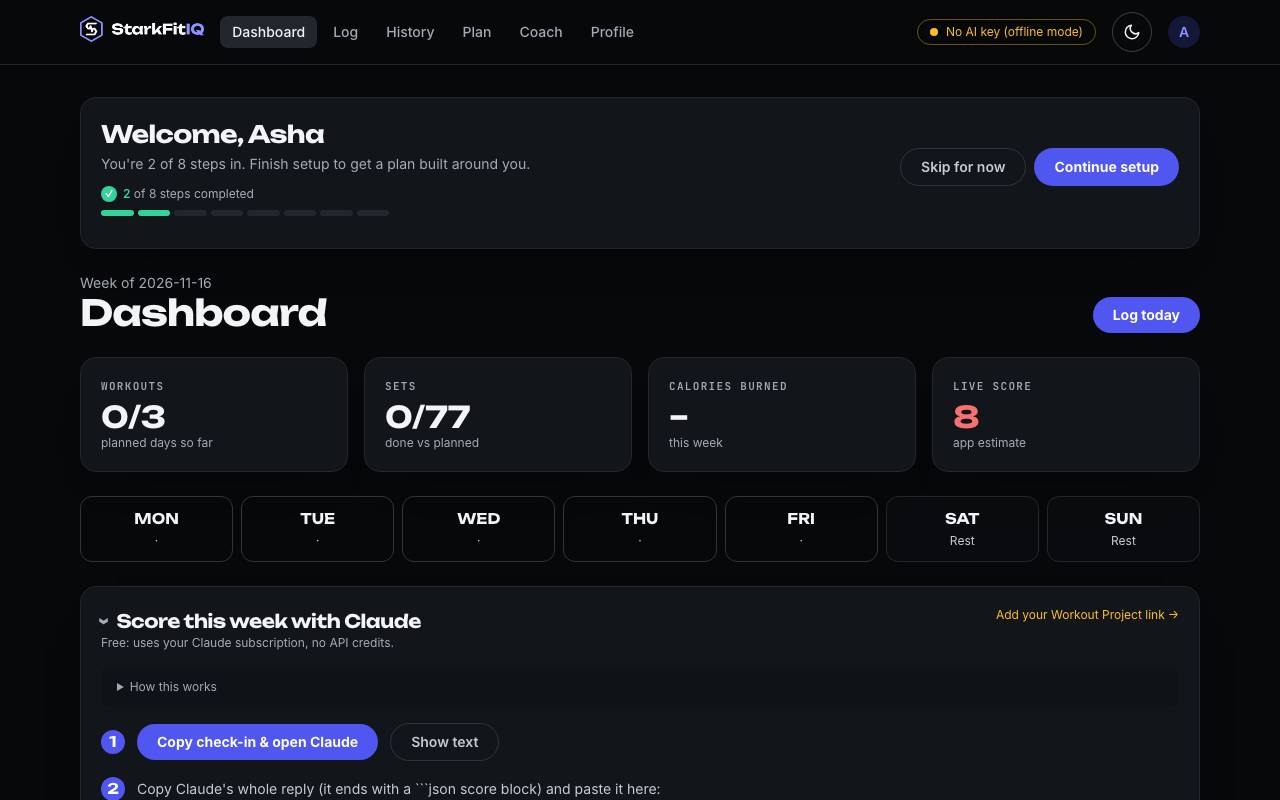 StarkFitIQ
Dashboard
Log
History
Plan
Coach
Profile
No AI key (offline mode)
A
Welcome, Asha
You're 2 of 8 steps in. Finish setup to get a plan built around you.
2 of 8 steps completed
Skip for now
Continue setup
Week of 2026-11-16
Dashboard
Log today
WORKOUTS
0/3
planned days so far
SETS
0/77
done vs planned
CALORIES BURNED
–
this week
LIVE SCORE
8
app estimate
MON
·
TUE
·
WED
·
THU
·
FRI
·
SAT
Rest
SUN
Rest
Score this week with Claude
Add your Workout Project link →
Free: uses your Claude subscription, no API credits.
How this works
1
Copy check-in & open Claude
Show text
2
Copy Claude's whole reply (it ends with a ```json score block) and paste it here: